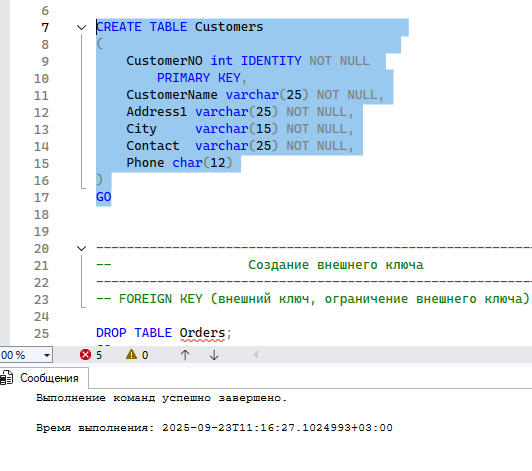 6
7 CREATE TABLE Customers
8 (
9 CustomerNO int IDENTITY NOT NULL
10 PRIMARY KEY,
11 CustomerName varchar(25) NOT NULL,
12 Address1 varchar(25) NOT NULL,
13 City varchar(15) NOT NULL,
14 Contact varchar(25) NOT NULL,
15 Phone char(12)
16 )
17 GO
18
19
20 --------------------------------------------------------
21 -- Создание внешнего ключа
22 --------------------------------------------------------
23 -- FOREIGN KEY (внешний ключ, ограничение внешнего ключа)
24
25 DROP TABLE Orders;
00 % 5 0
Сообщения
Выполнение команд успешно завершено.
Время выполнения: 2025-09-23T11:16:27.1024993+03:00